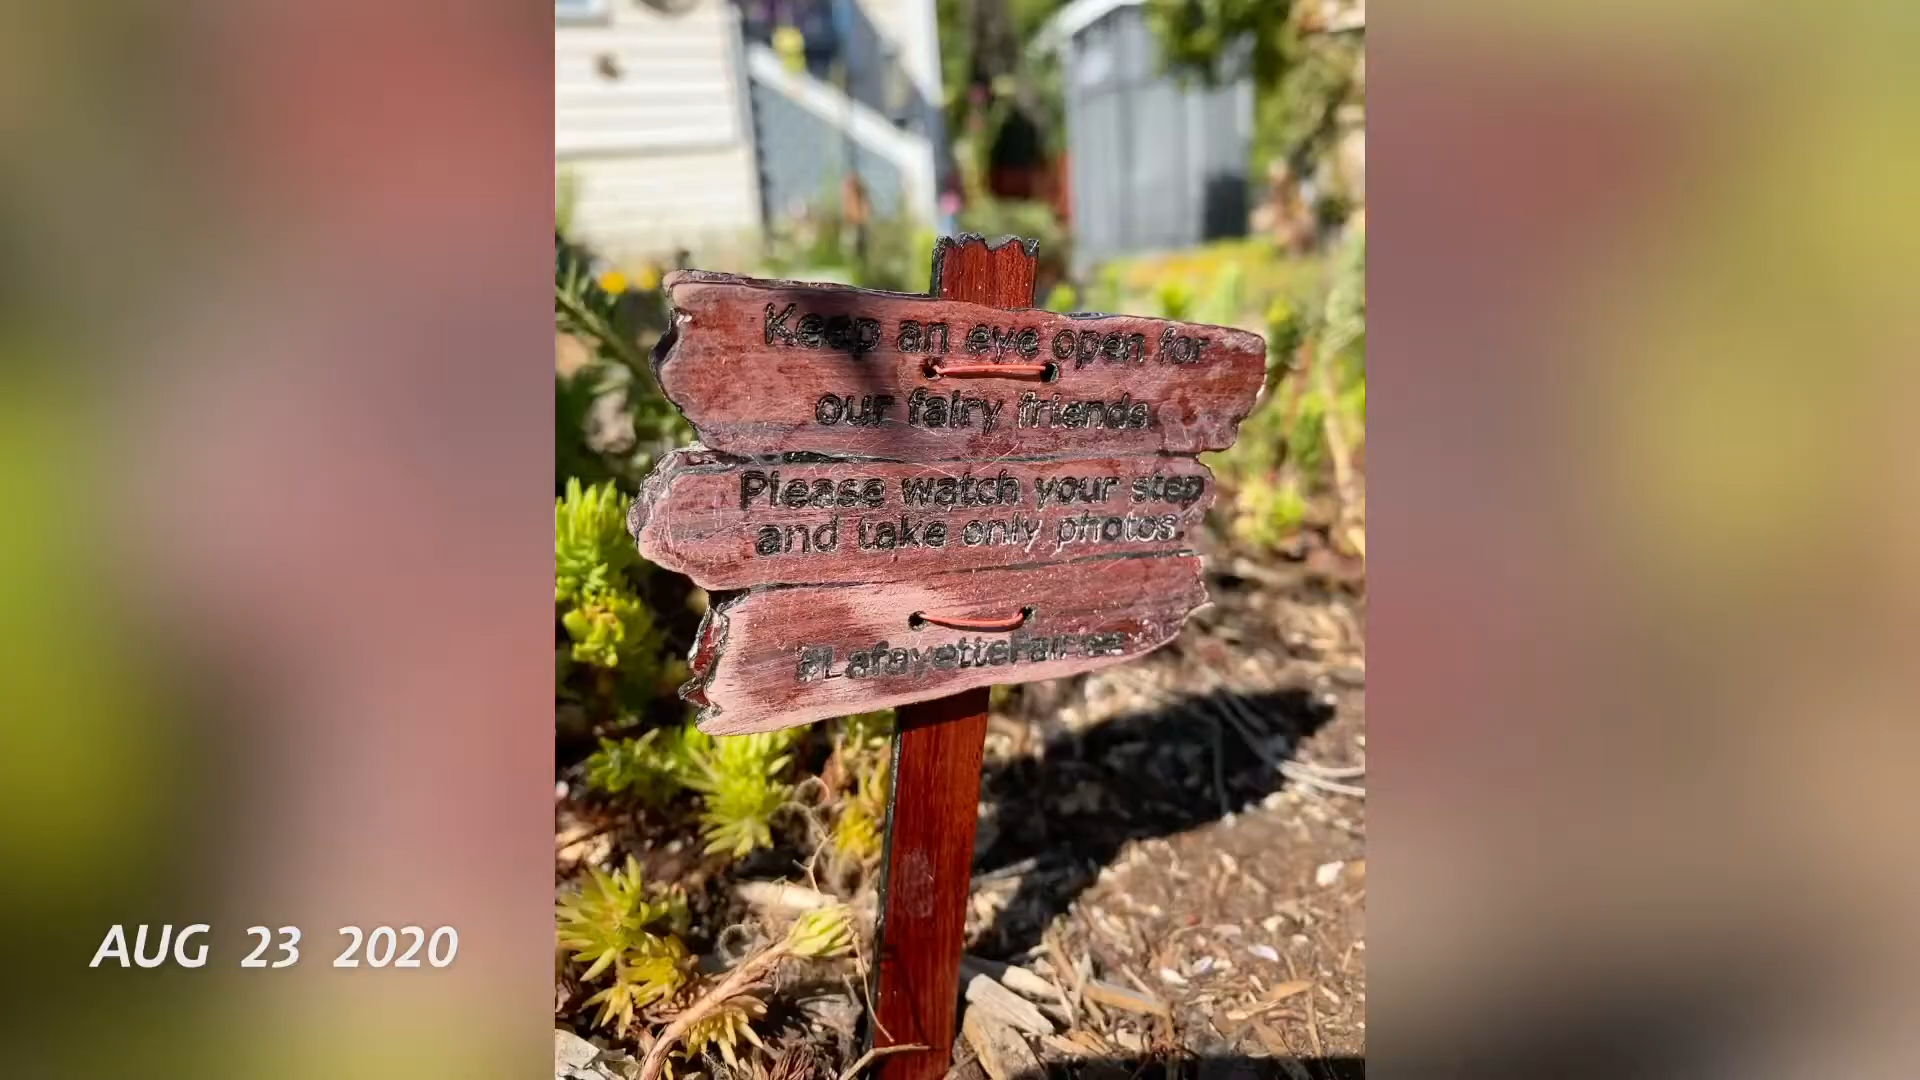 Keep an eye open for
our fairy friends.
Please watch your step
and take only photos.
#LafayetteFairies
AUG 23 2020